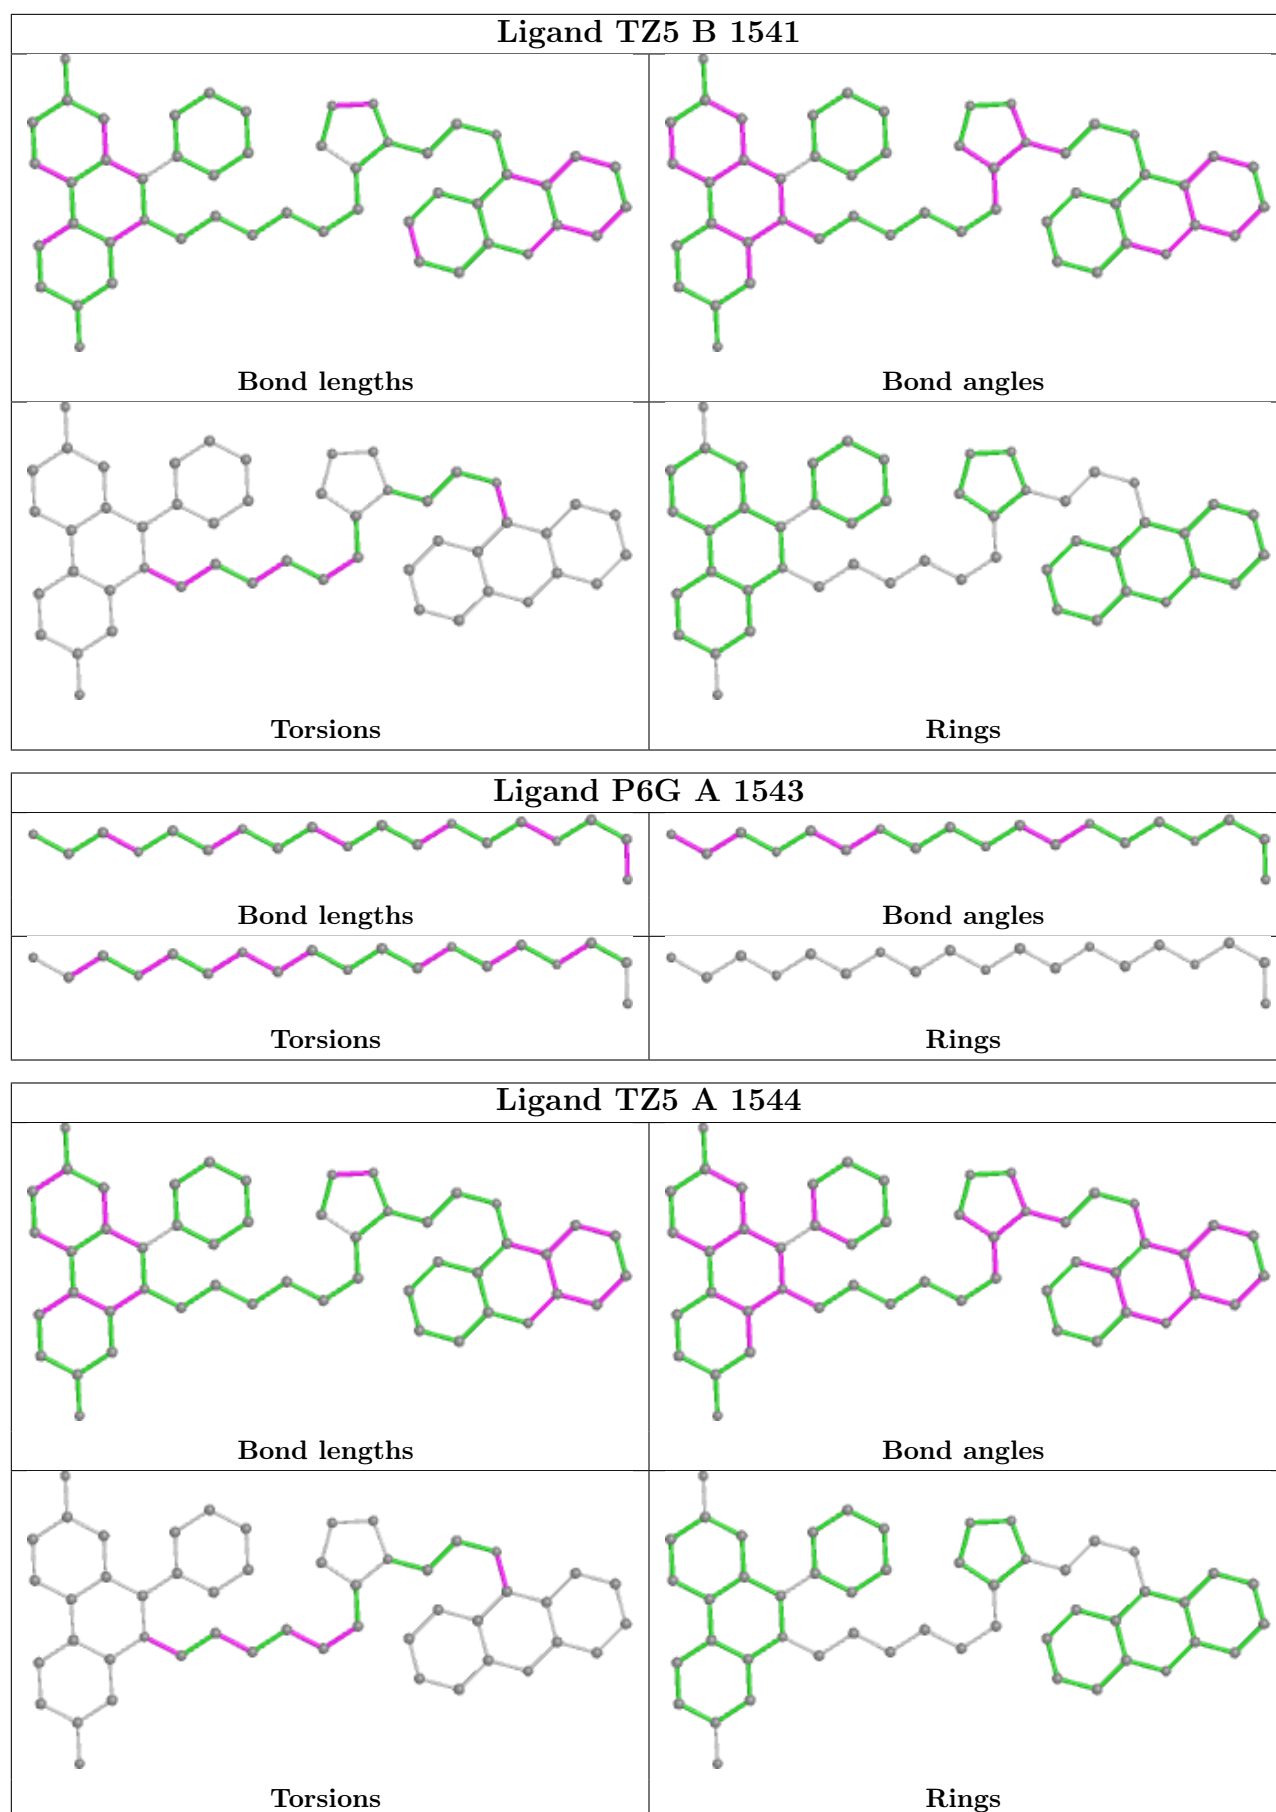 Ligand TZ5 B 1541
Bond lengths
Bond angles
Torsions
Rings
Ligand P6G A 1543
Bond lengths
Bond angles
Torsions
Rings
Ligand TZ5 A 1544
Bond lengths
Bond angles
Torsions
Rings